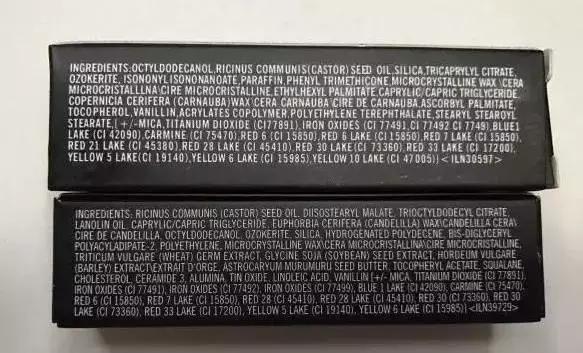 INGREDIENTS:OCTYLDODECANOL,RICINUS COMMUNIS(CASTOR) SEED OIL,SILICA,TRICAPRYLYL CITRATE,
OZOKERITE, ISONONYLISONONANOATE,PARAFFIN,PHENYL TRIMETHICONE,MICROCRYSTALLINE WAX\CERA
MICROCRISTALLLNA\CIRE MICROCRISTALLINE,ETHYLHEXYL PALMITATE,CAPRYLIC/CAPRIC TRIGLYCERIDE,
COPERNICIA CERIFERA (CARNAUBA)WAX\CERA CARNAUBA\CIRE DE CARNAUBA,ASCORBYL PALMITATE,
TOCOPHEROL,VANILLIN,ACRYLATES COPOLYMER,POLYETHYLENE TEREPHTHALATE,STEARYL STEAROYL
STEARATE,[+/-MICA,TITANIUM DIOXIDE (CI77891),IRON OXIDES (CI 77491,CI 77492 CI 77499),BLUE1
LAKE (CI 42090),CARMINE (CI 75470),RED 6 (CI 15850),RED 6 LAKE (CI 15850),RED 7 LAKE (CI 15850),
RED 21 LAKE (CI 45380),RED 28 LAKE (CI 45410),RED 30 LAKE (CI 73360),RED 33 LAKE (CI 17200),
YELLOW 5 LAKE(CI 19140),YELLOW 6 LAKE (CI 15985),YELLOW 10 LAKE (CI 47005)]<ILN30597>
INGREDIENTS: RICINUS COMMUNIS (CASTOR) SEED OIL, DIISOSTEARYL MALATE, TRIOCTYLDODECYL CITRATE,
LANOLIN OIL, CAPRYLIC/CAPRIC TRIGLYCERIDE, EUPHORBIA CERIFERA (CANDELILLA) WAX\CANDELILLA CERA\
CIRE DE CANDELILLA, OCTYLDODECANOL, OZOKERITE, SILICA, HYDROGENATED POLYDECENE, BIS-DIGLYCERYL
POLYACYLADIPATE-2, POLYETHYLENE, MICROCRYSTALLINE WAX\CERA MICROCRISTALLINA\CIRE MICROCRISTALLINE,
TRITICUM VULGARE (WHEAT) GERM EXTRACT, GLYCINE SOJA (SOYBEAN) SEED EXTRACT, HORDEUM VULGARE
(BARLEY) EXTRACT\EXTRAIT D'ORGE, ASTROCARYUM MURUMURU SEED BUTTER, TOCOPHERYL ACETATE, SQUALANE,
CHOLESTEROL, CERAMIDE 3, ALUMINA, TIN OXIDE, LINOLEIC ACID, VANILLIN [+/- MICA, TITANIUM DIOXIDE (CI 77891),
IRON OXIDES (CI 77491), IRON OXIDES (CI 77492), IRON OXIDES (CI 77499), BLUE 1 LAKE (CI 42090), CARMINE (CI 75470),
RED 6 (CI 15850), RED 7 LAKE (CI 15850), RED 28 (CI 45410), RED 28 LAKE (CI 45410), RED 30 (CI 73360), RED 30
LAKE (CI 73360), RED 33 LAKE (CI 17200), YELLOW 5 LAKE (CI 19140), YELLOW 6 LAKE (CI 15985)]<ILN39729>